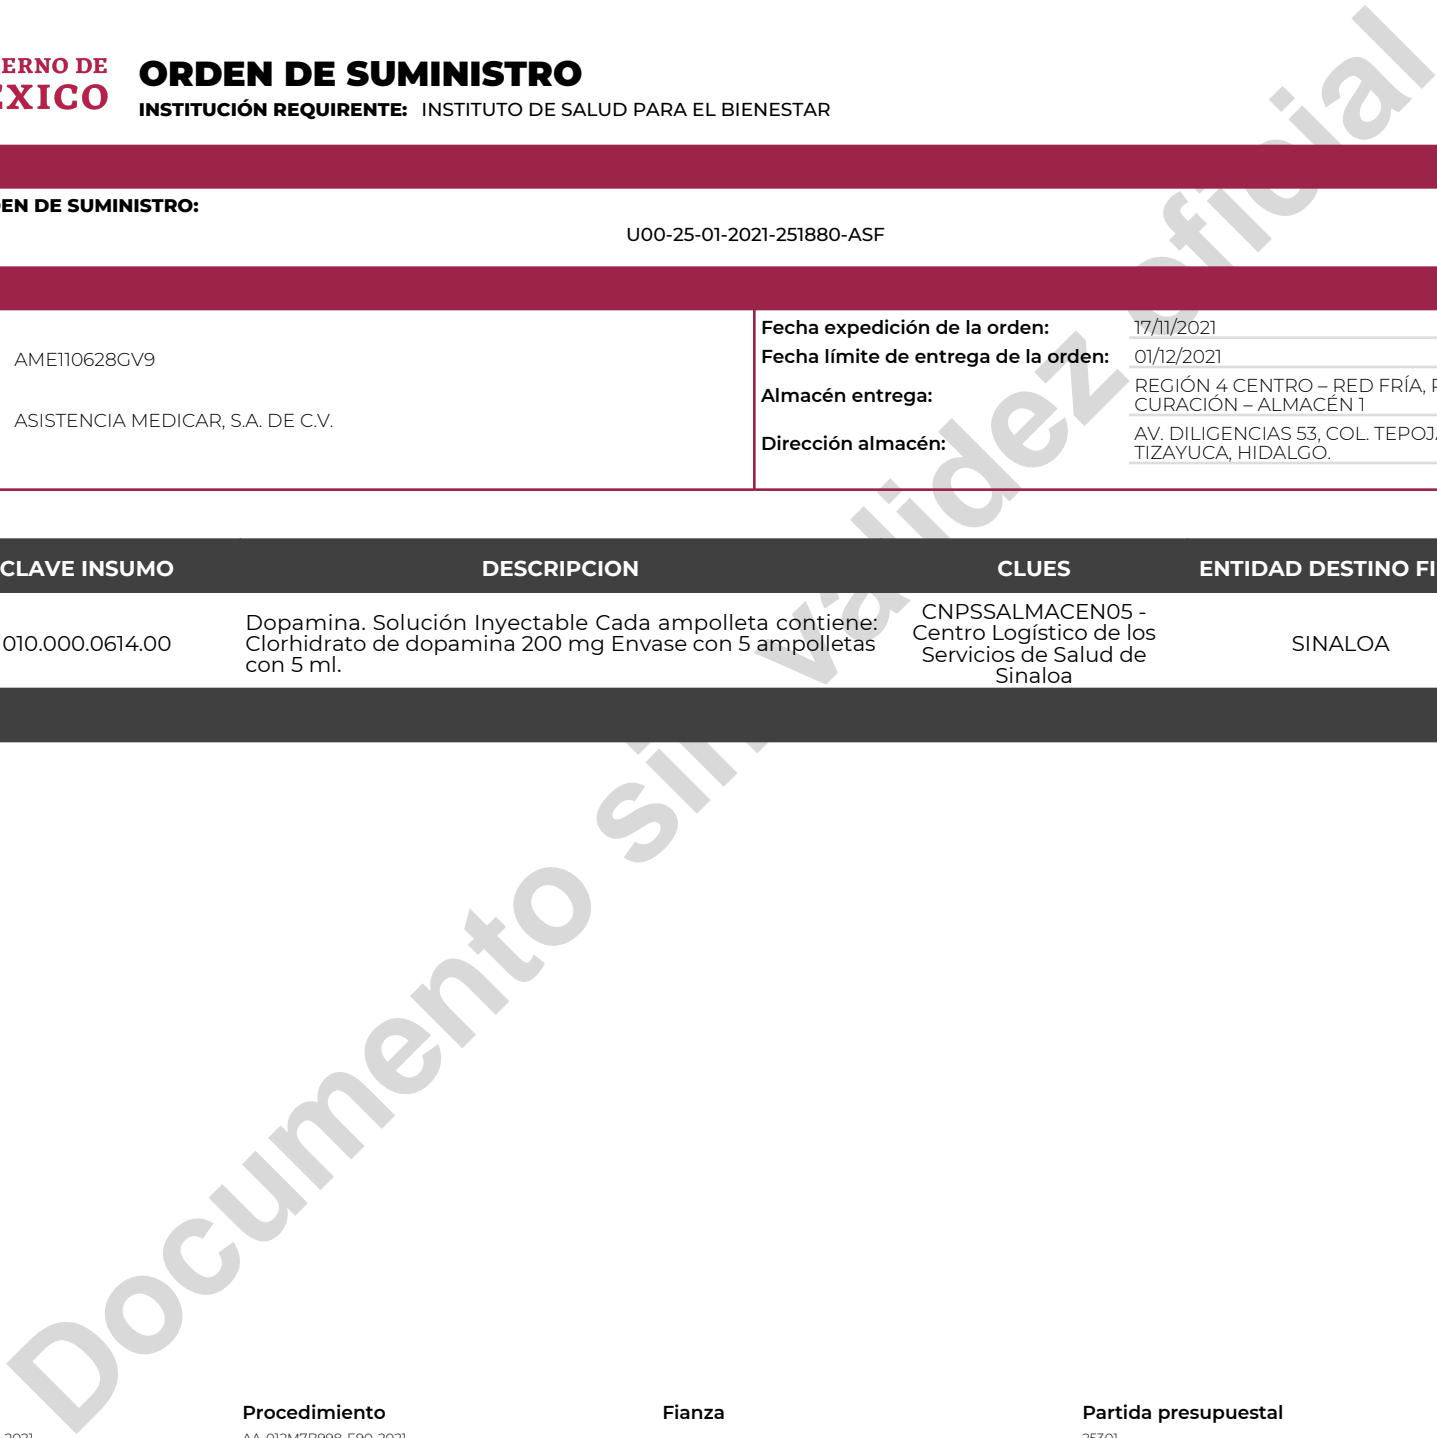 ERNO DE
ÉXICO
ORDEN DE SUMINISTRO
INSTITUCIÓN REQUIRENTE: INSTITUTO DE SALUD PARA EL BIENESTAR
EN DE SUMINISTRO:
U00-25-01-2021-251880-ASF
AME110628GV9
ASISTENCIA MEDICAR, S.A. DE C.V.
Fecha expedición de la orden: 17/11/2021
Fecha límite de entrega de la orden: 01/12/2021
Almacén entrega: REGIÓN 4 CENTRO – RED FRÍA,
CURACIÓN – ALMACÉN 1
Dirección almacén: AV. DILIGENCIAS 53, COL. TEPOJ
TIZAYUCA, HIDALGO.
CLAVE INSUMO DESCRIPCION CLUES ENTIDAD DESTINO FI
010.000.0614.00
Dopamina. Solución Inyectable Cada ampolleta contiene:
Clorhidrato de dopamina 200 mg Envase con 5 ampolletas
con 5 ml.
CNPSSALMACEN05 -
Centro Logístico de los
Servicios de Salud de
Sinaloa
SINALOA
Documento sin validez oficial
Procedimiento Fianza Partida presupuestal